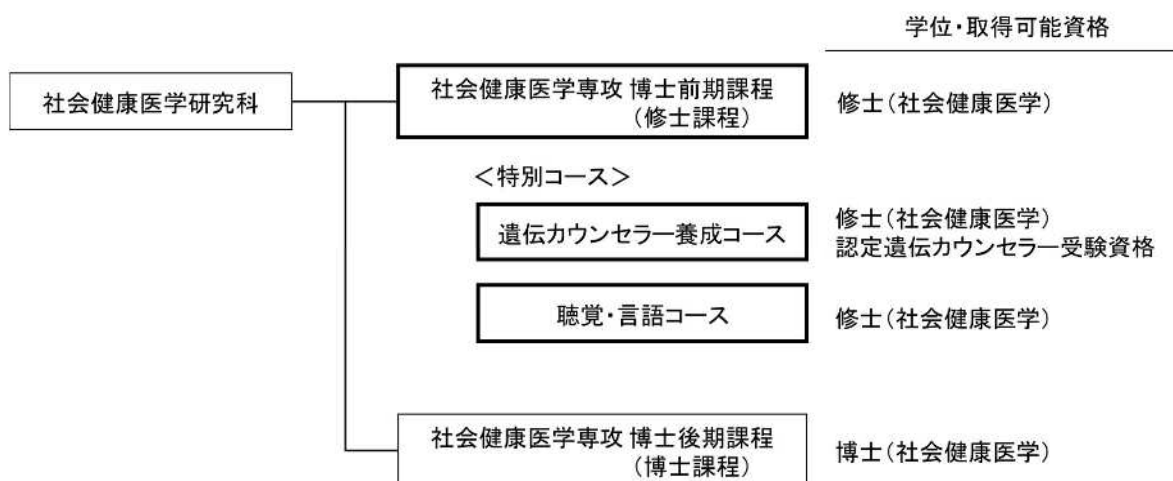 学位・取得可能資格
社会健康医学研究科
社会健康医学専攻 博士前期課程
（修士課程）
修士（社会健康医学）
＜特別コース＞
遺伝カウンセラー養成コース
修士（社会健康医学）
認定遺伝カウンセラー受験資格
聴覚・言語コース
修士（社会健康医学）
社会健康医学専攻 博士後期課程
（博士課程）
博士（社会健康医学）